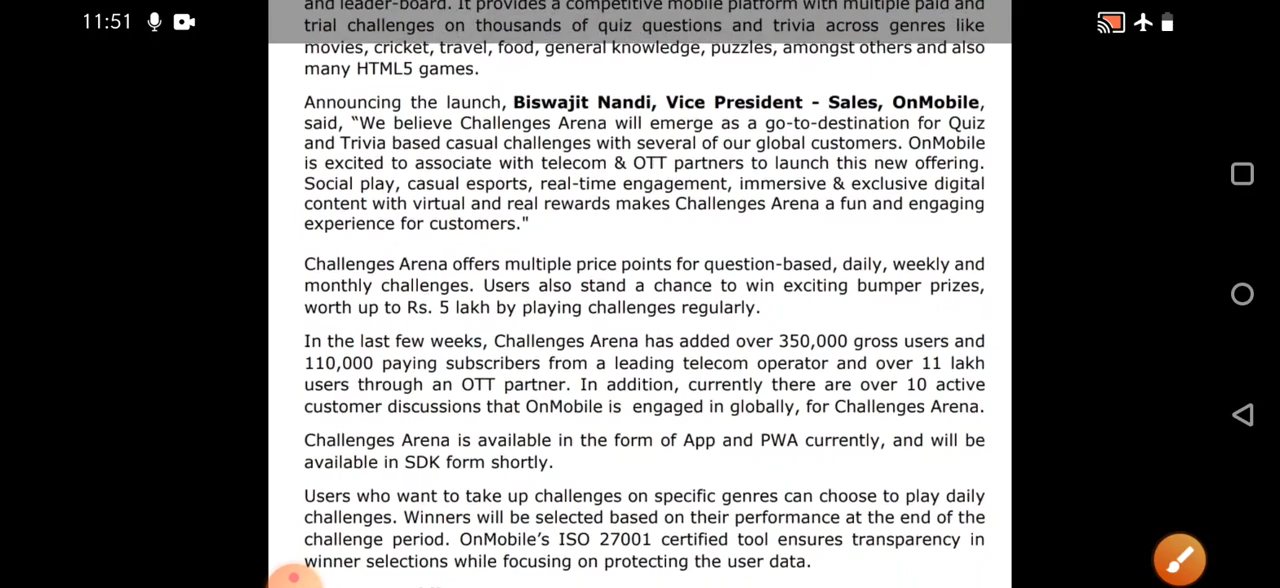 11:51
and leader-board. It provides a competitive mobile platform with multiple paid and
trial challenges on thousands of quiz questions and trivia across genres like
movies, cricket, travel, food, general knowledge, puzzles, amongst others and also
many HTML5 games.
Announcing the launch, Biswajit Nandi, Vice President - Sales, OnMobile,
said, “We believe Challenges Arena will emerge as a go-to-destination for Quiz
and Trivia based casual challenges with several of our global customers. OnMobile
is excited to associate with telecom & OTT partners to launch this new offering.
Social play, casual esports, real-time engagement, immersive & exclusive digital
content with virtual and real rewards makes Challenges Arena a fun and engaging
experience for customers."
Challenges Arena offers multiple price points for question-based, daily, weekly and
monthly challenges. Users also stand a chance to win exciting bumper prizes,
worth up to Rs. 5 lakh by playing challenges regularly.
In the last few weeks, Challenges Arena has added over 350,000 gross users and
110,000 paying subscribers from a leading telecom operator and over 11 lakh
users through an OTT partner. In addition, currently there are over 10 active
customer discussions that OnMobile is engaged in globally, for Challenges Arena.
Challenges Arena is available in the form of App and PWA currently, and will be
available in SDK form shortly.
Users who want to take up challenges on specific genres can choose to play daily
challenges. Winners will be selected based on their performance at the end of the
challenge period. OnMobile’s ISO 27001 certified tool ensures transparency in
winner selections while focusing on protecting the user data.